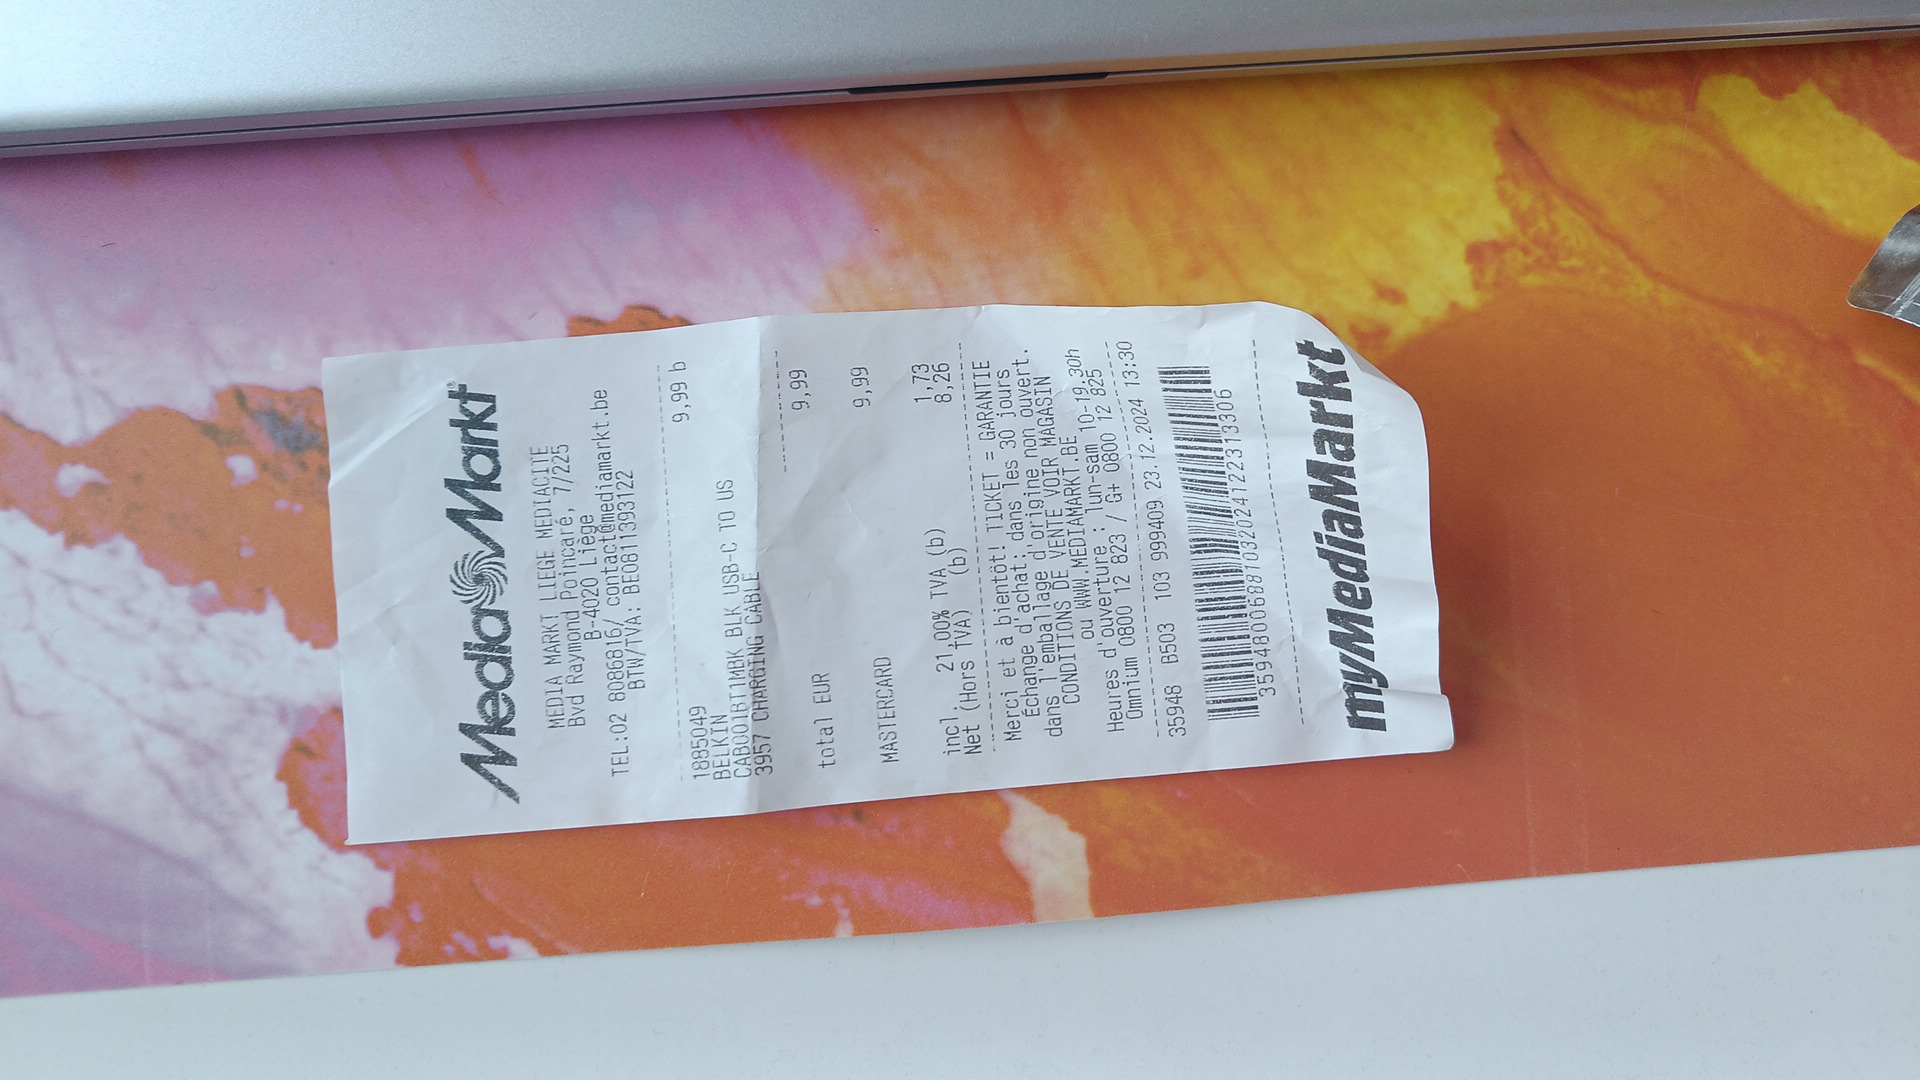 MediaMarkt
MEDIA MARKT LIEGE MEDIACITE
Bvd Raymond Poincaré, 7/225
B-4020 Liège
TEL:02 8086816/ contact@mediamarkt.be
BTW/TVA: BE0811393122
9,99 b
1885049
BELKIN
CAB001BT1MBK BLK USB-C TO US
3957 CHARGING CABLE
total EUR 9,99
MASTERCARD 9,99
incl. 21,00% TVA (b) 1,73
Net (Hors TVA) (b) 8,26
Merci et à bientôt! TICKET = GARANTIE
Échange d'achat: dans les 30 jours
dans l'emballage d'origine non ouvert.
CONDITIONS DE VENTE VOIR MAGASIN
ou WWW.MEDIAMARKT.BE
Heures d'ouverture : lun-sam 10-19.30h
Omnium 0800 12 823 / G+ 0800 12 825
35948 B503 103 999409 23.12.2024 13:30
35948006881032024122313306
myMediaMarkt